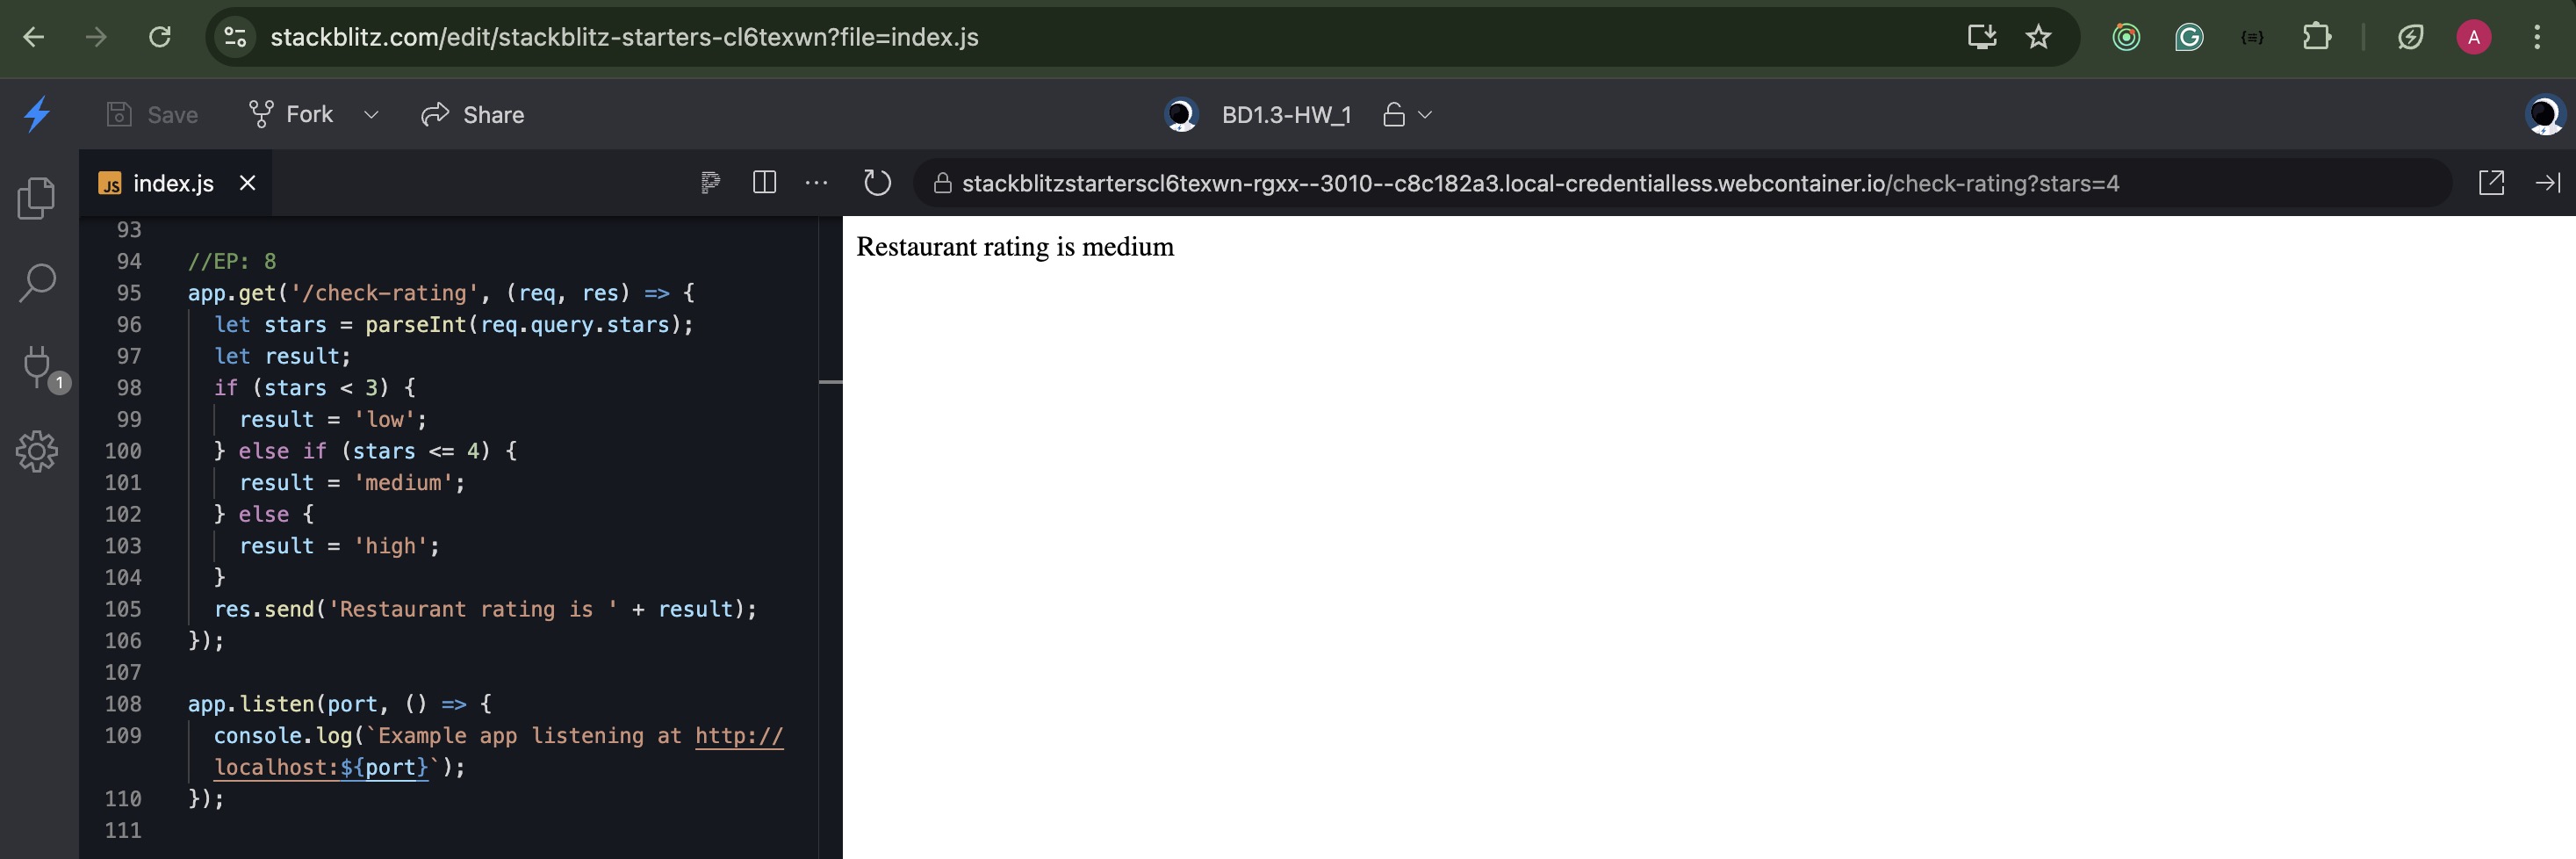 stackblitz.com/edit/stackblitz-starters-cl6texwn?file=index.js
A
Save
Fork
Share
BD1.3-HW_1
JS index.js
stackblitzstarterscl6texwn-rgxx--3010--c8c182a3.local-credentialless.webcontainer.io/check-rating?stars=4
1
93
94 //EP: 8
95 app.get('/check-rating', (req, res) => {
96 let stars = parseInt(req.query.stars);
97 let result;
98 if (stars < 3) {
99 result = 'low';
100 } else if (stars <= 4) {
101 result = 'medium';
102 } else {
103 result = 'high';
104 }
105 res.send('Restaurant rating is ' + result);
106 });
107
108 app.listen(port, () => {
109 console.log(`Example app listening at http://
localhost:${port}`);
110 });
111
Restaurant rating is medium